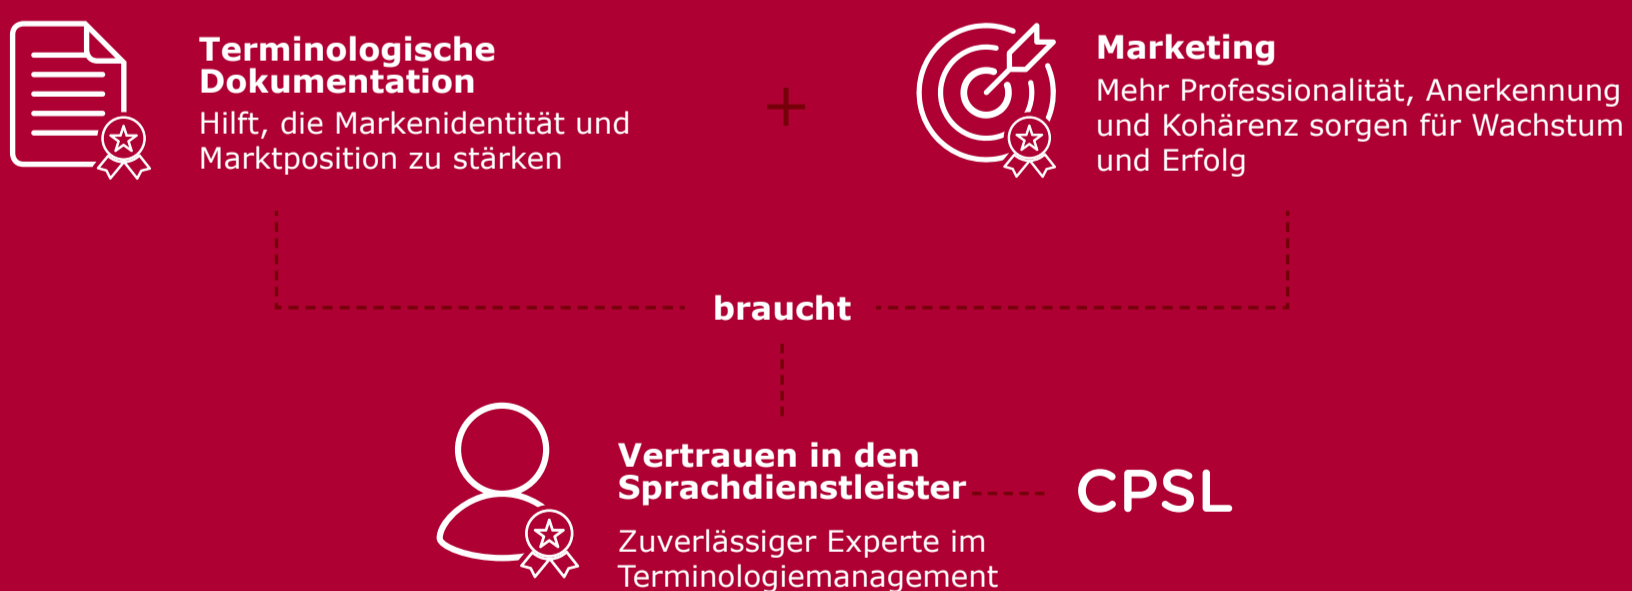 Terminologische
Dokumentation
Hilft, die Markenidentität und
Marktposition zu stärken
+
Marketing
Mehr Professionalität, Anerkennung
und Kohärenz sorgen für Wachstum
und Erfolg
braucht
Vertrauen in den
Sprachdienstleister
CPSL
Zuverlässiger Experte im
Terminologiemanagement